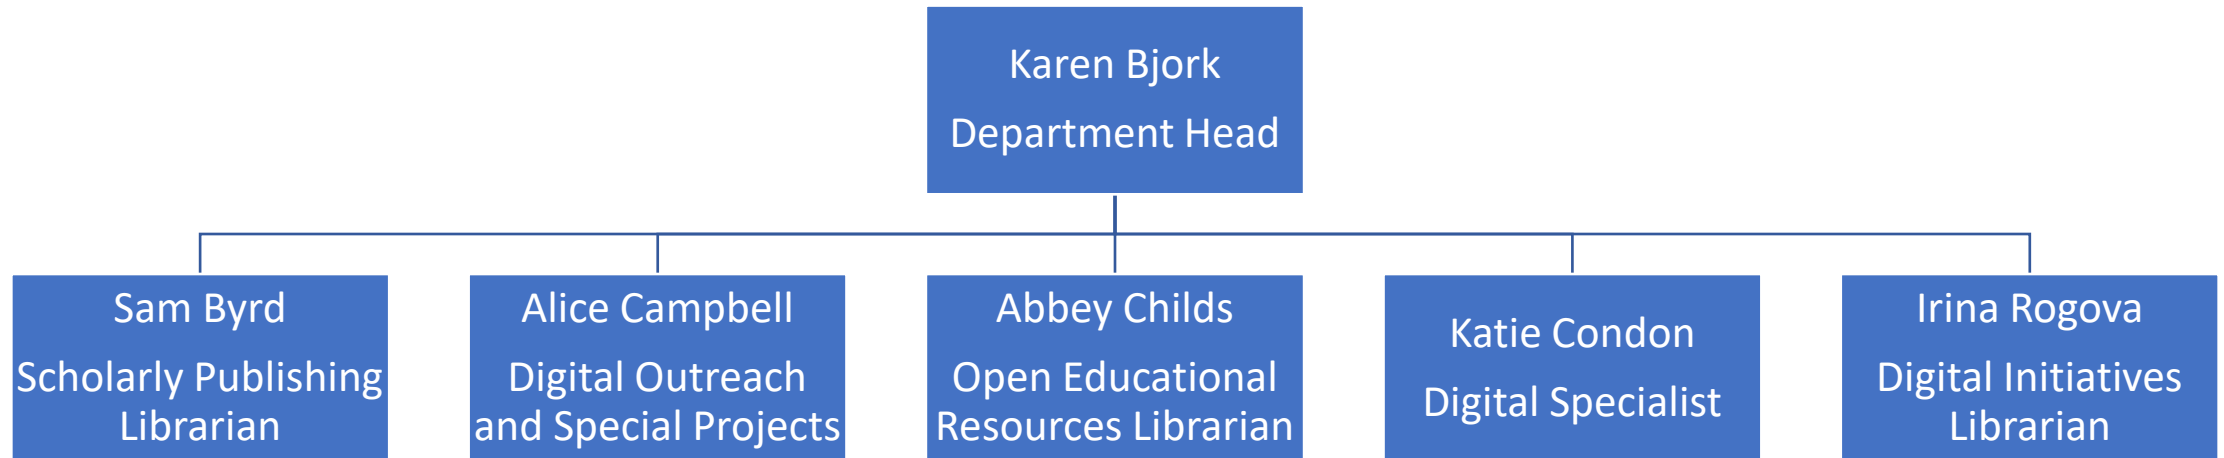 Karen Bjork
Department Head
Sam Byrd
Scholarly Publishing
Librarian
Alice Campbell
Digital Outreach
and Special Projects
Abbey Childs
Open Educational
Resources Librarian
Katie Condon
Digital Specialist
Irina Rogova
Digital Initiatives
Librarian